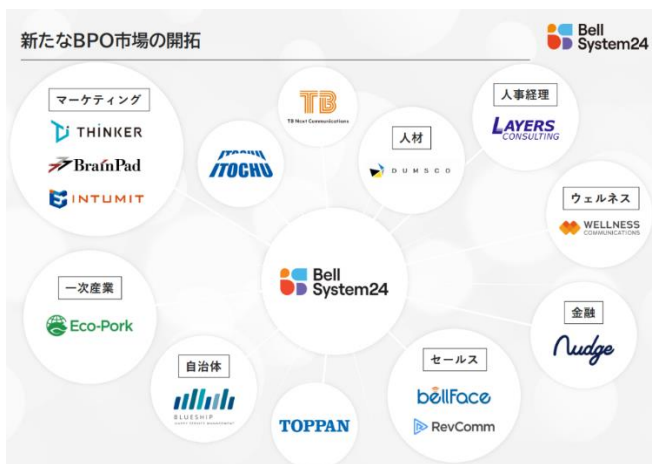 新たなBPO市場の開拓
Bell
System24
マーケティング
THINKER
BrainPad
INTUMIT
TB
TB Next Communications
ITOCHU
ITOCHU
人材
DUMSCO
人事経理
LAYERS
CONSULTING
ウェルネス
WELLNESS
COMMUNICATIONS
Bell
System24
一次産業
Eco-Pork
金融
Nudge
自治体
BLUESHIP
TOPPAN
セールス
bellFace
RevComm